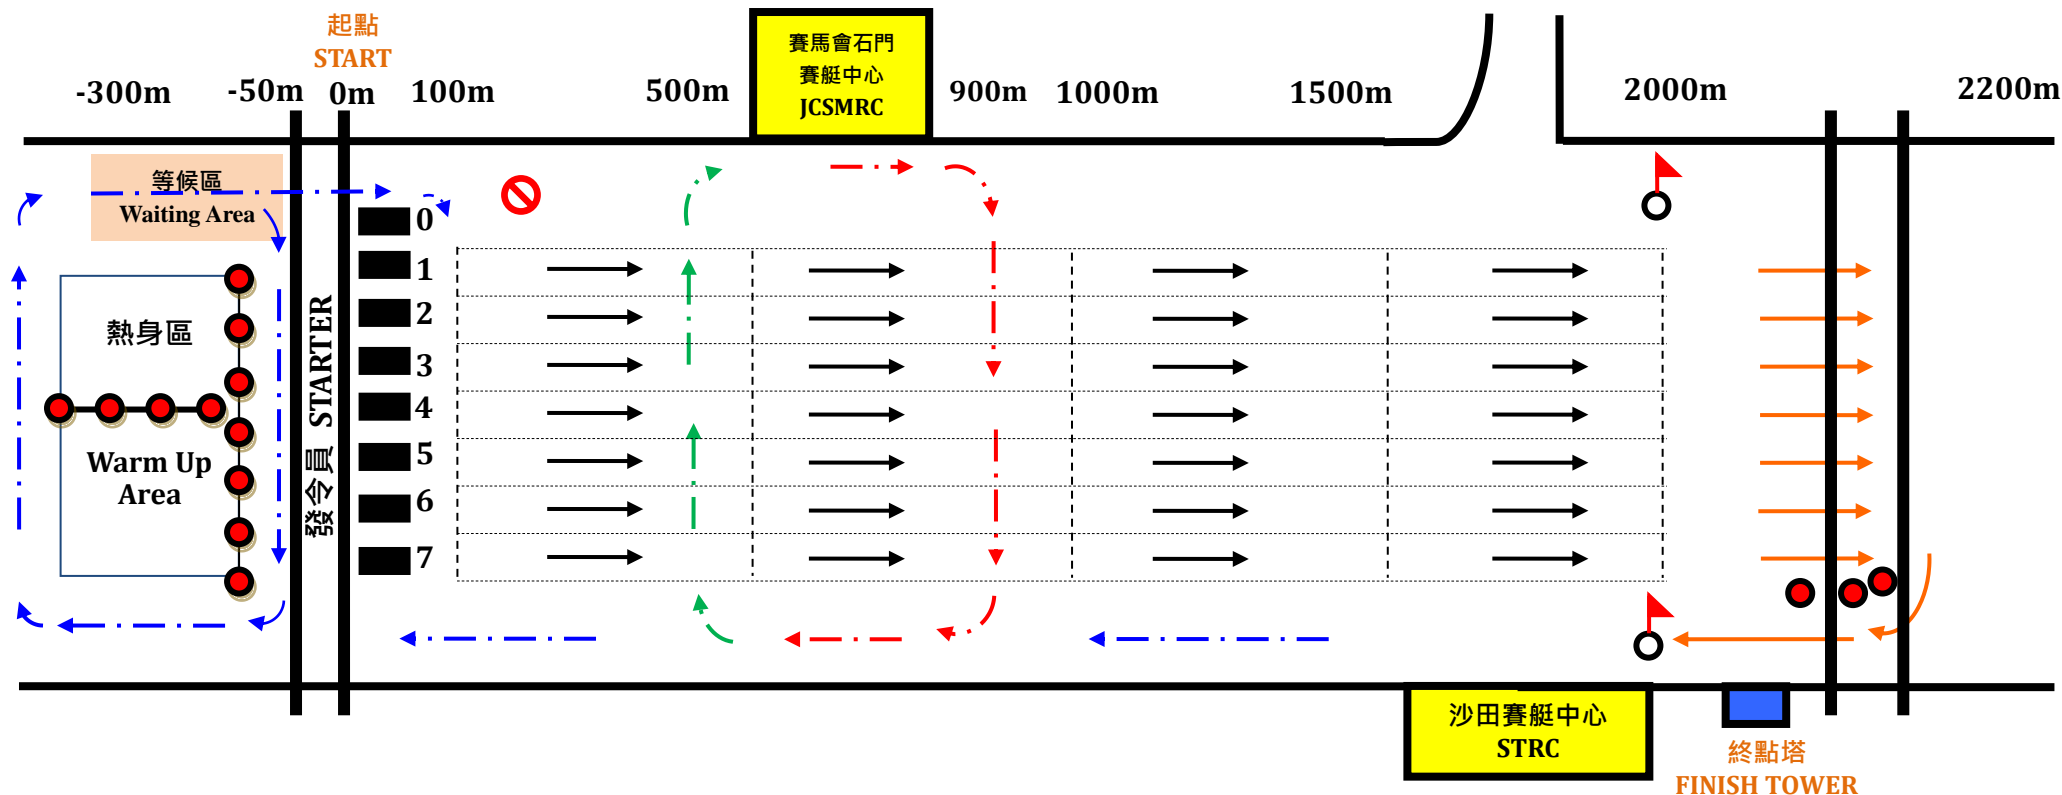 起點
START
-300m
-50m
0m
100m
500m
賽馬會石門
賽艇中心
JCSMRC
900m
1000m
1500m
2000m
2200m
等候區
Waiting Area
熱身區
Warm Up
Area
發令員 STARTER
0
1
2
3
4
5
6
7
沙田賽艇中心
STRC
終點塔
FINISH TOWER